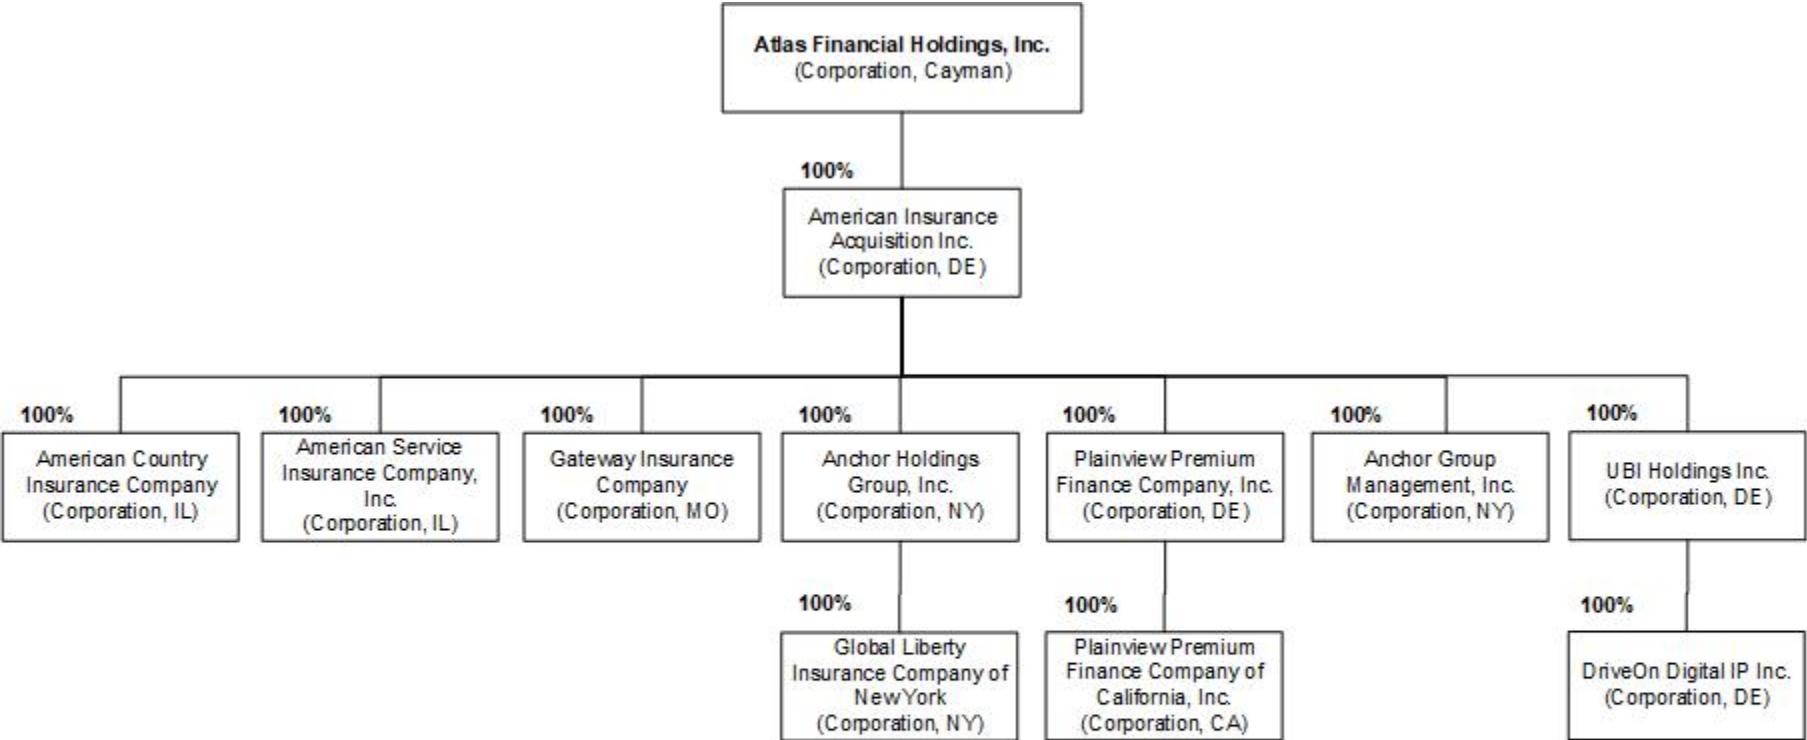 Atlas Financial Holdings, Inc.
(Corporation, Cayman)
100%
American Insurance
Acquisition Inc.
(Corporation, DE)
100%
American Country
Insurance Company
(Corporation, IL)
100%
American Service
Insurance Company,
Inc.
(Corporation, IL)
100%
Gateway Insurance
Company
(Corporation, MO)
100%
Anchor Holdings
Group, Inc.
(Corporation, NY)
100%
Plainview Premium
Finance Company, Inc.
(Corporation, DE)
100%
Anchor Group
Management, Inc.
(Corporation, NY)
100%
UBI Holdings Inc.
(Corporation, DE)
100%
Global Liberty
Insurance Company of
New York
(Corporation, NY)
100%
Plainview Premium
Finance Company of
California, Inc.
(Corporation, CA)
100%
DriveOn Digital IP Inc.
(Corporation, DE)